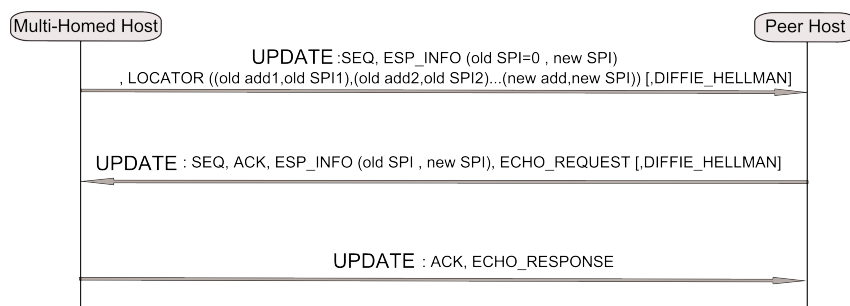 Multi-Homed Host
Peer Host
UPDATE :SEQ, ESP_INFO (old SPI=0 , new SPI)
, LOCATOR ((old add1,old SPI1),(old add2,old SPI2)...(new add,new SPI)) [,DIFFIE_HELLMAN]
UPDATE : SEQ, ACK, ESP_INFO (old SPI , new SPI), ECHO_REQUEST [,DIFFIE_HELLMAN]
UPDATE : ACK, ECHO_RESPONSE